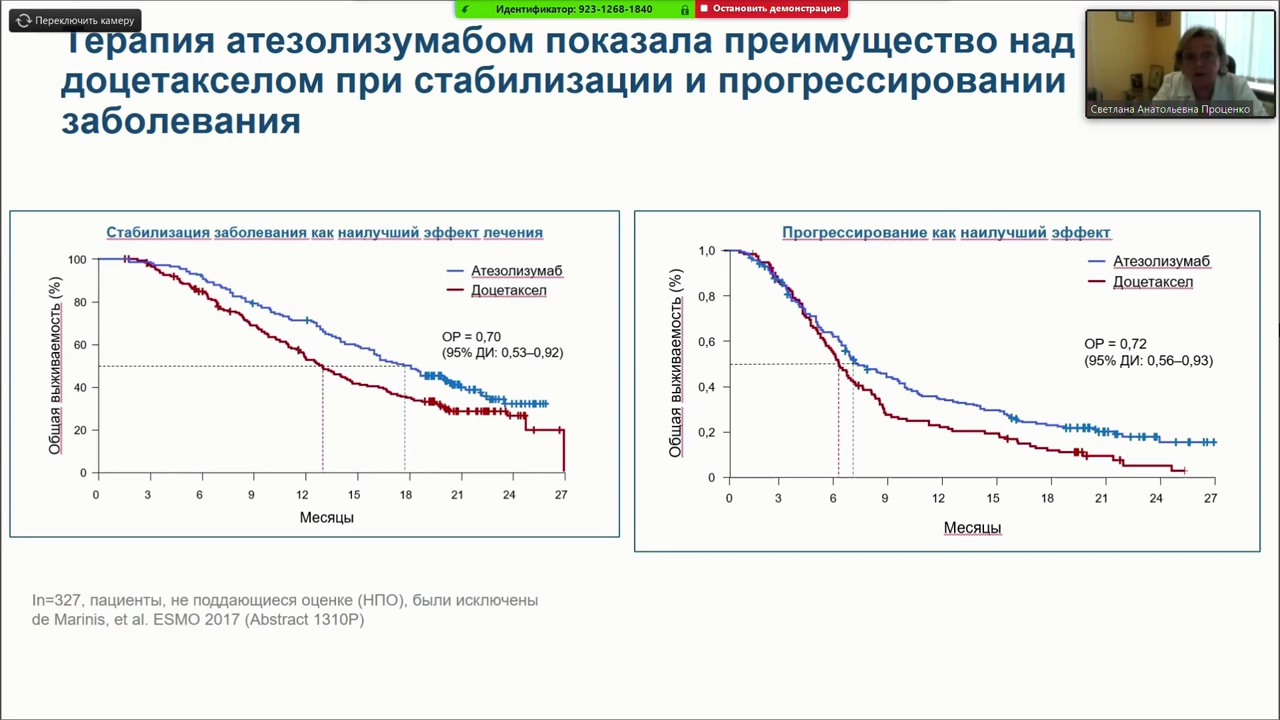 Переключить камеру
Идентификатор: 923-1268-1840
Остановить демонстрацию
Терапия атезолизумабом показала преимущество над
доцетакселом при стабилизации и прогрессировании
заболевания
Светлана Анатольевна Проценко
Стабилизация заболевания как наилучший эффект лечения
Общая выживаемость (%)
100
80
60
40
20
0
Атезолизумаб
Доцетаксел
ОР = 0,70
(95% ДИ: 0,53–0,92)
0 3 6 9 12 15 18 21 24 27
Месяцы
Прогрессирование как наилучший эффект
Общая выживаемость (%)
1,0
0,8
0,6
0,4
0,2
0
Атезолизумаб
Доцетаксел
ОР = 0,72
(95% ДИ: 0,56–0,93)
0 3 6 9 12 15 18 21 24 27
Месяцы
In=327, пациенты, не поддающиеся оценке (НПО), были исключены
de Marinis, et al. ESMO 2017 (Abstract 1310P)